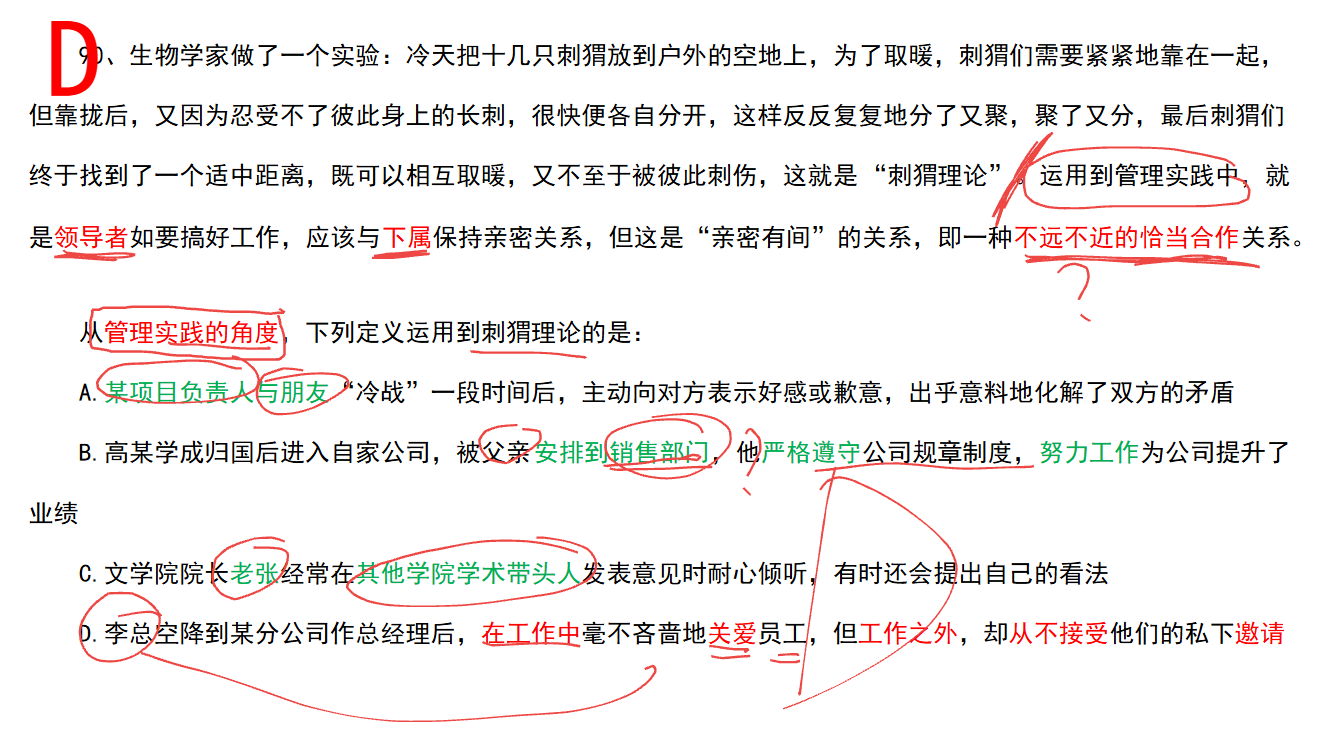 D
90、生物学家做了一个实验：冷天把十几只刺猬放到户外的空地上，为了取暖，刺猬们需要紧紧地靠在一起，
但靠拢后，又因为忍受不了彼此身上的长刺，很快便各自分开，这样反反复复地分了又聚，聚了又分，最后刺猬们
终于找到了一个适中距离，既可以相互取暖，又不至于被彼此刺伤，这就是“刺猬理论”。运用到管理实践中，就
是领导者如要搞好工作，应该与下属保持亲密关系，但这是“亲密有间”的关系，即一种不远不近的恰当合作关系。
?
从管理实践的角度，下列定义运用到刺猬理论的是：
A. 某项目负责人与朋友“冷战”一段时间后，主动向对方表示好感或歉意，出乎意料地化解了双方的矛盾
B. 高某学成归国后进入自家公司，被父亲安排到销售部门，他严格遵守公司规章制度，努力工作为公司提升了
?
业绩
C. 文学院院长老张经常在其他学院学术带头人发表意见时耐心倾听，有时还会提出自己的看法
D. 李总空降到某分公司作总经理后，在工作中毫不吝啬地关爱员工，但工作之外，却从不接受他们的私下邀请
D